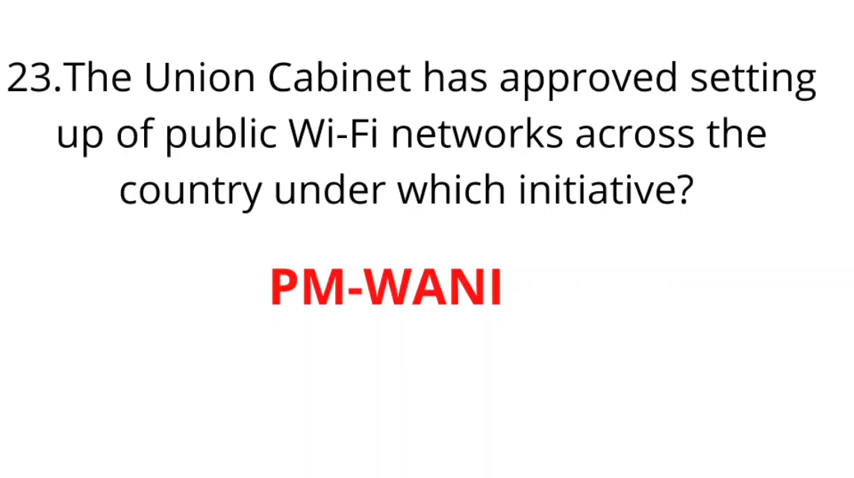 23.The Union Cabinet has approved setting
up of public Wi-Fi networks across the
country under which initiative?
PM-WANI